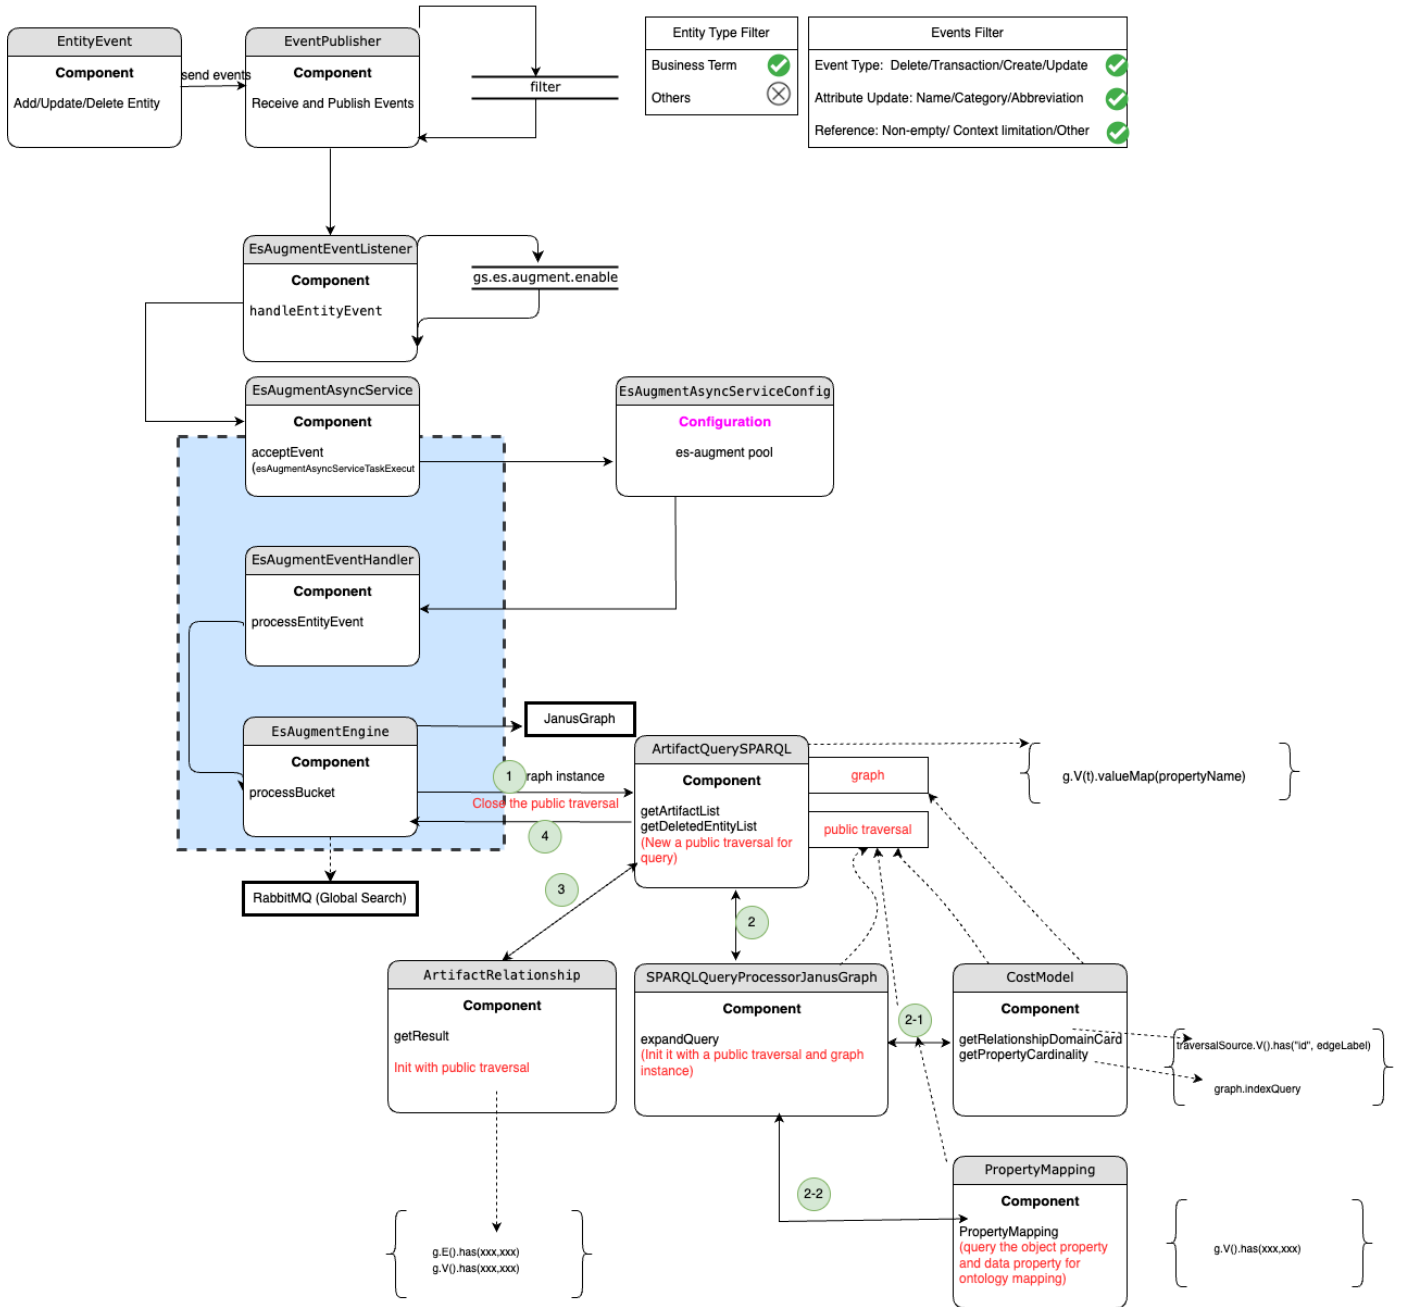 EntityEvent
Component
Add/Update/Delete Entity
send events
EventPublisher
Component
Receive and Publish Events
filter
Entity Type Filter
Business Term
Others
Events Filter
Event Type: Delete/Transaction/Create/Update
Attribute Update: Name/Category/Abbreviation
Reference: Non-empty/ Context limitation/Other
EsAugmentEventListener
Component
handleEntityEvent
gs.es.augment.enable
EsAugmentAsyncService
Component
acceptEvent
(esAugmentAsyncServiceTaskExecut
EsAugmentAsyncServiceConfig
Configuration
es-augment pool
EsAugmentEventHandler
Component
processEntityEvent
EsAugmentEngine
Component
processBucket
JanusGraph
1
raph instance
Close the public traversal
4
3
RabbitMQ (Global Search)
ArtifactQuerySPARQL
Component
getArtifactList
getDeletedEntityList
(New a public traversal for
query)
graph
public traversal
g.V(t).valueMap(propertyName)
2
ArtifactRelationship
Component
getResult
Init with public traversal
SPARQLQueryProcessorJanusGraph
Component
expandQuery
(Init it with a public traversal and graph
instance)
2-1
CostModel
Component
getRelationshipDomainCard
getPropertyCardinality
traversalSource.V().has("id", edgeLabel)
graph.indexQuery
2-2
PropertyMapping
Component
PropertyMapping
(query the object property
and data property for
ontology mapping)
g.E().has(xxx,xxx)
g.V().has(xxx,xxx)
g.V().has(xxx,xxx)